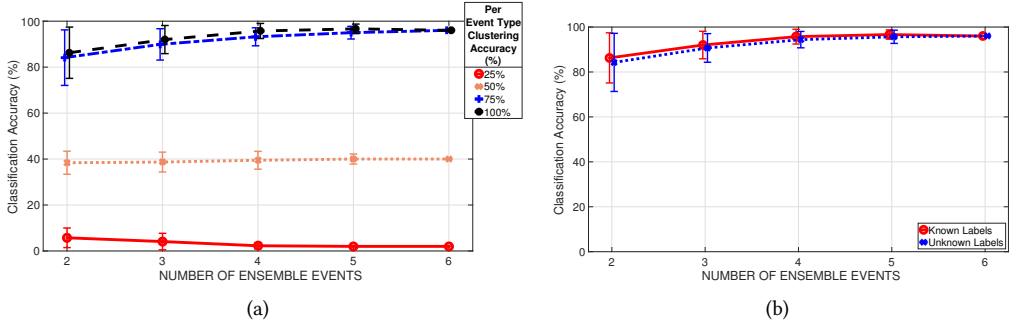 100
80
60
40
20
0
Classification Accuracy (%)
2 3 4 5 6
NUMBER OF ENSEMBLE EVENTS
Per
Event Type
Clustering
Accuracy
(%)
25%
50%
75%
100%
(a)
100
80
60
40
20
0
Classification Accuracy (%)
2 3 4 5 6
NUMBER OF ENSEMBLE EVENTS
Known Labels
Unknown Labels
(b)